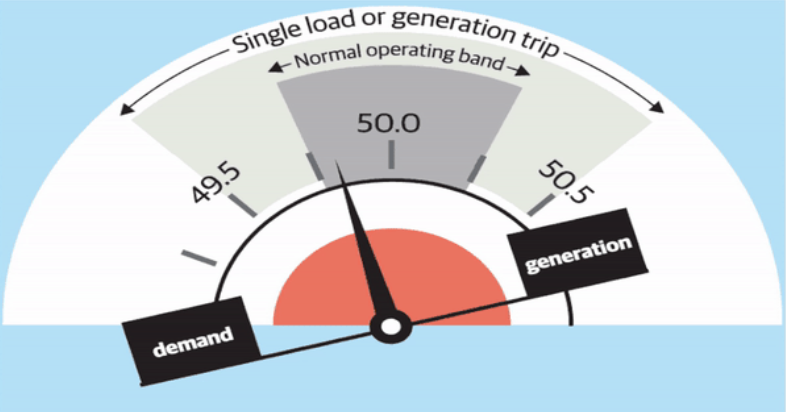 Single load or generation trip
Normal operating band
50.0
49.5
50.5
generation
demand